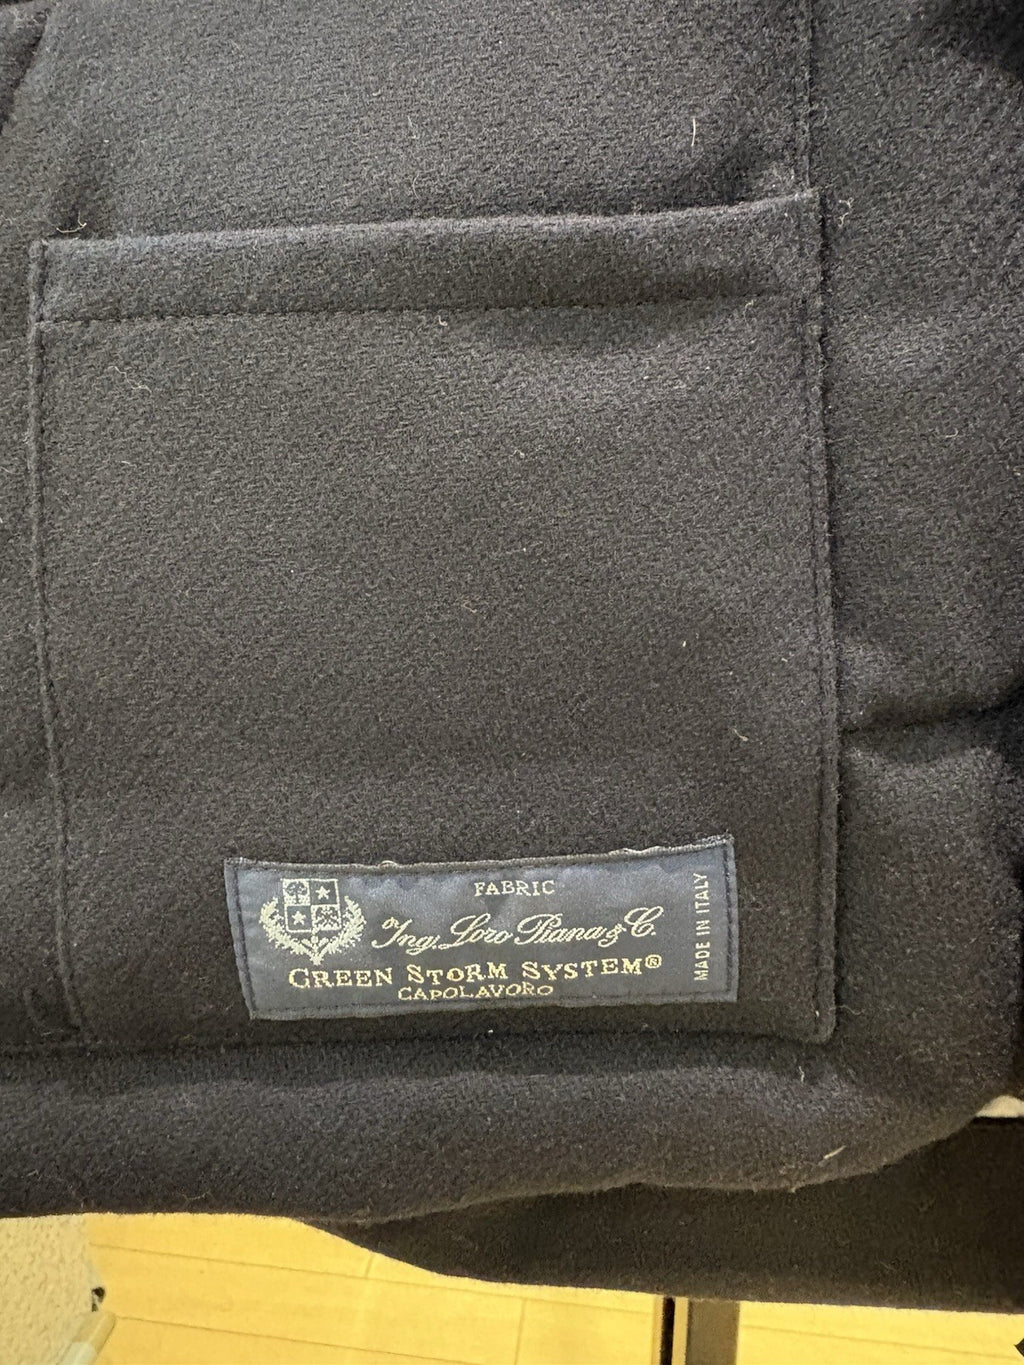 FABRIC
Ing. Loro Piana & C.
GREEN STORM SYSTEM®
CAPOLAVORO
MADE IN ITALY